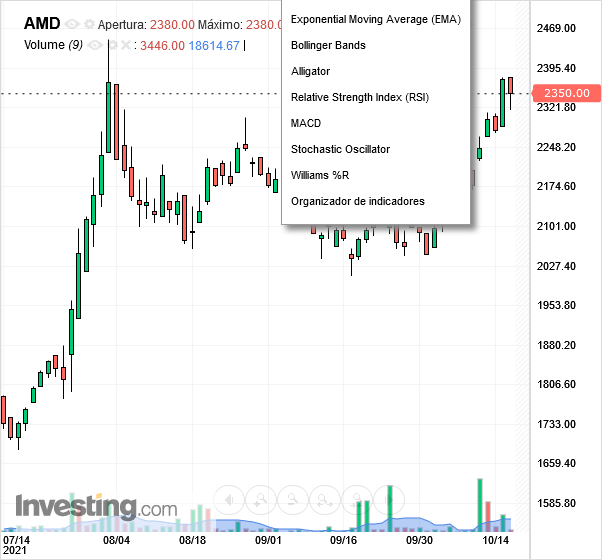 AMD Apertura: 2380.00 Máximo: 2380.0
Volume (9) : 3446.00 18614.67
Exponential Moving Average (EMA)
Bollinger Bands
Alligator
Relative Strength Index (RSI)
MACD
Stochastic Oscillator
Williams %R
Organizador de indicadores
2469.00
2395.40
2350.00
2321.80
2248.20
2174.60
2101.00
2027.40
1953.80
1880.20
1806.60
1733.00
1659.40
1585.80
Investing.com
07/14 08/04 08/18 09/01 09/16 09/30 10/14
2021